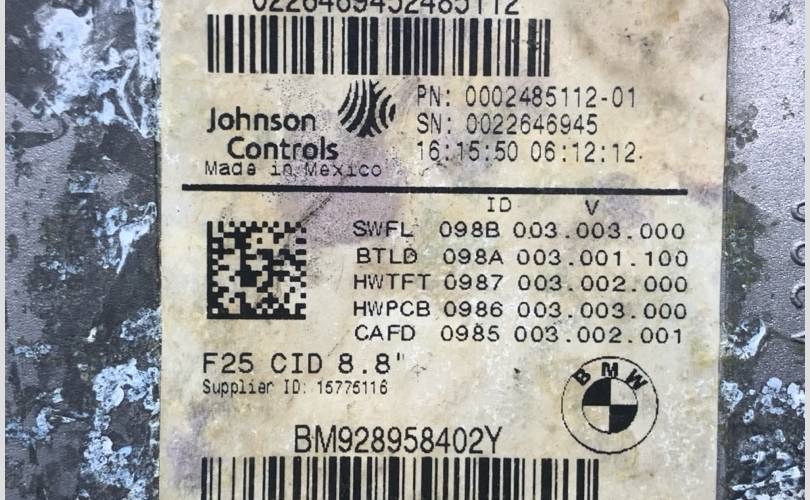 0226469452485112
Johnson
Controls
Made in Mexico
PN: 0002485112-01
SN: 0022646945
16:15:50 06:12:12
ID V
SWFL 098B 003.003.000
BTLD 098A 003.001.100
HWTFT 0987 003.002.000
HWPCB 0986 003.003.000
CAFD 0985 003.002.001
F25 CID 8.8"
Supplier ID: 15775116
BMW
BM928958402Y